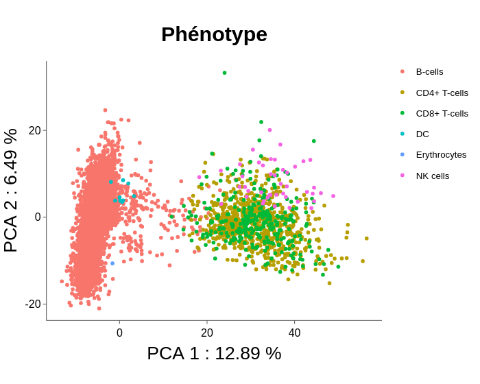 Phénotype
PCA 2 : 6.49 %
20
0
-20
0
20
40
PCA 1 : 12.89 %
B-cells
CD4+ T-cells
CD8+ T-cells
DC
Erythrocytes
NK cells